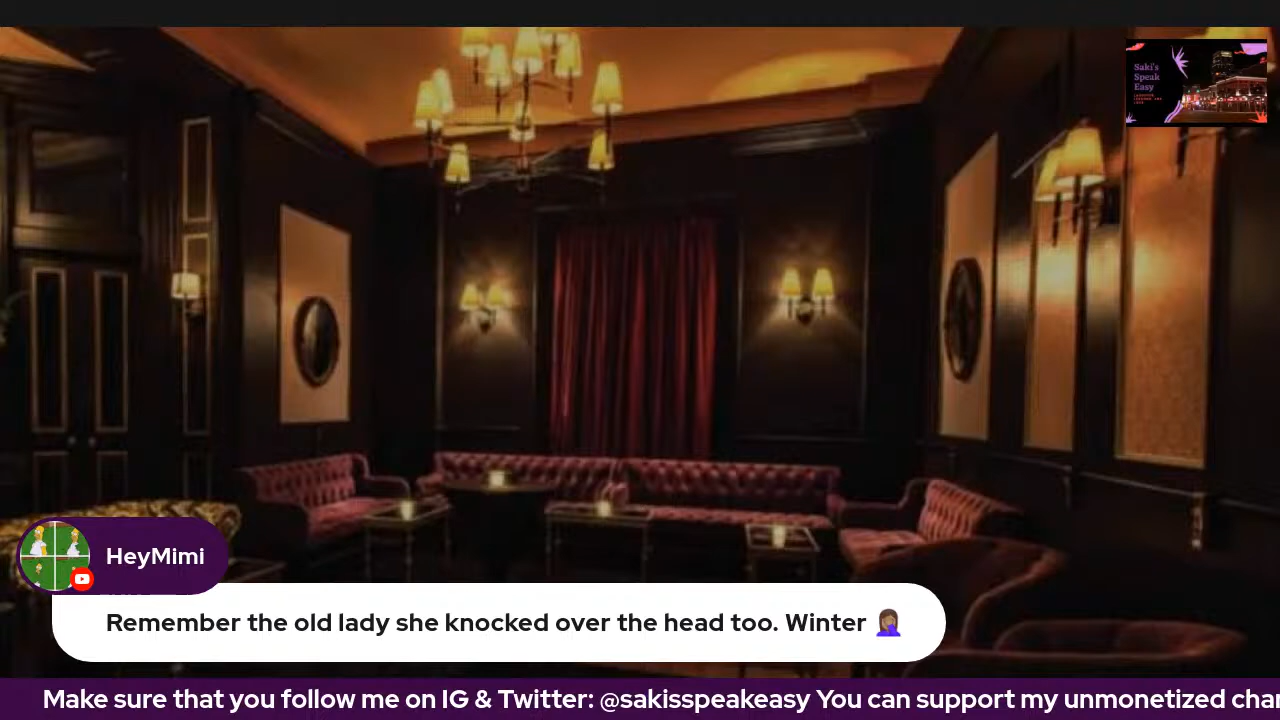 Saki's
Speak
Easy
HeyMimi
Remember the old lady she knocked over the head too. Winter 🤦🏽‍♀️
Make sure that you follow me on IG & Twitter: @sakisspeakeasy You can support my unmonetized char